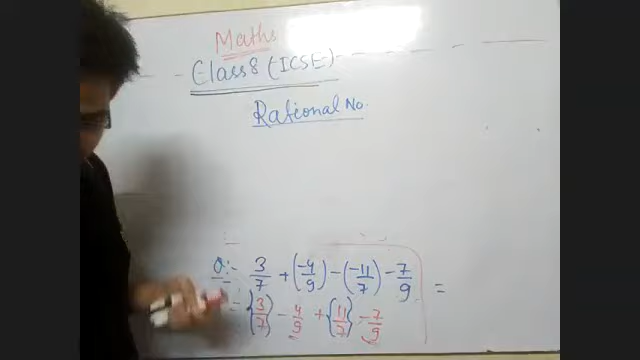 Maths
Class 8 (ICSE)
Rational No.
Q:- 3/7 + (-4/9) - (-11/7) - 7/9 =
:- {3/7} - 4/9 + {11/7} - 7/9